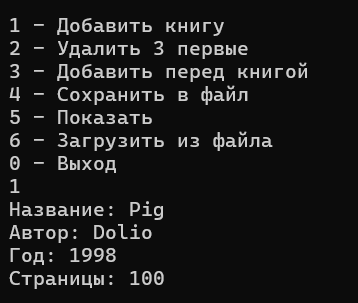 1 - Добавить книгу
2 - Удалить 3 первые
3 - Добавить перед книгой
4 - Сохранить в файл
5 - Показать
6 - Загрузить из файла
0 - Выход
1
Название: Pig
Автор: Dolio
Год: 1998
Страницы: 100